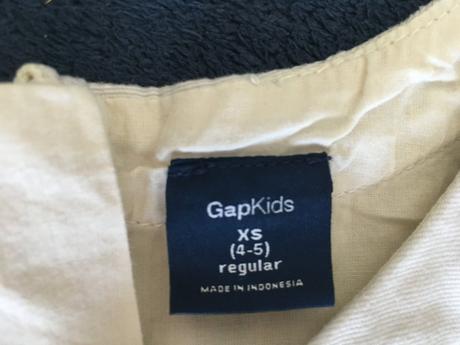 GapKids
XS
(4-5)
regular
MADE IN INDONESIA